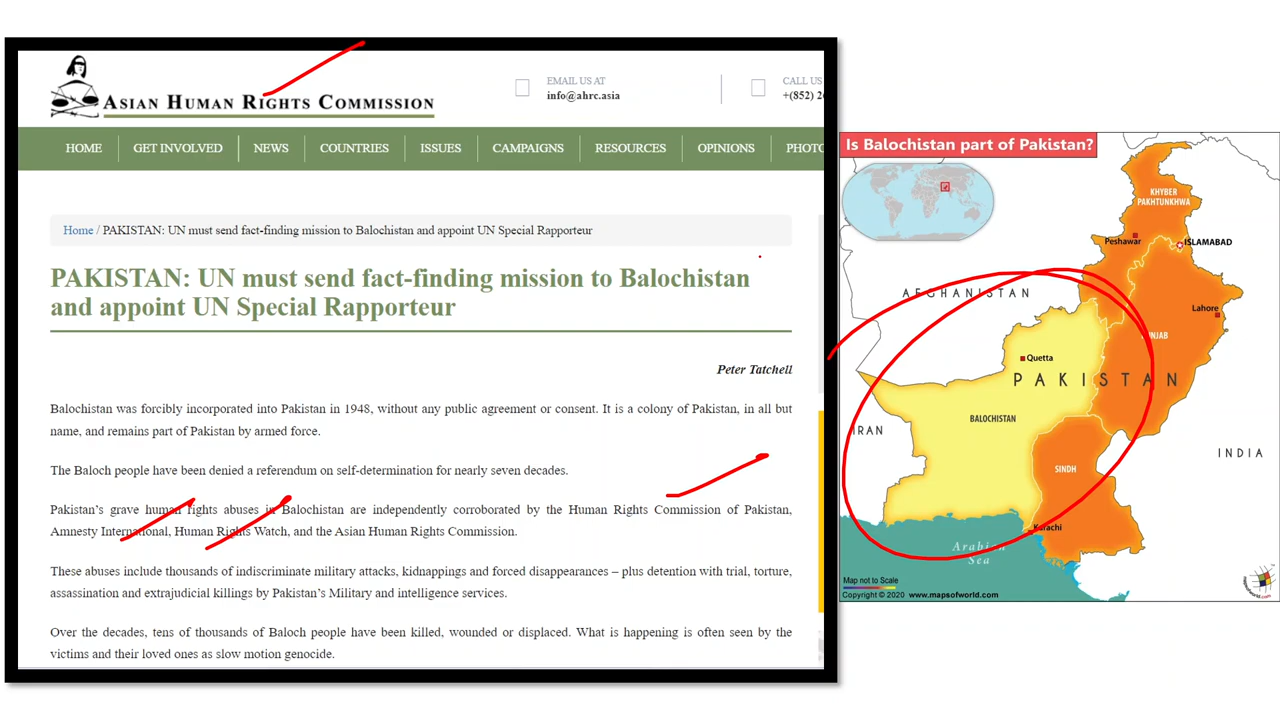 ASIAN HUMAN RIGHTS COMMISSION
EMAIL US AT
info@ahrc.asia
CALL US
+(852) 2
HOME
GET INVOLVED
NEWS
COUNTRIES
ISSUES
CAMPAIGNS
RESOURCES
OPINIONS
PHOTO
Home / PAKISTAN: UN must send fact-finding mission to Balochistan and appoint UN Special Rapporteur
PAKISTAN: UN must send fact-finding mission to Balochistan
and appoint UN Special Rapporteur
Peter Tatchell
Balochistan was forcibly incorporated into Pakistan in 1948, without any public agreement or consent. It is a colony of Pakistan, in all but
name, and remains part of Pakistan by armed force.
The Baloch people have been denied a referendum on self-determination for nearly seven decades.
Pakistan's grave human rights abuses in Balochistan are independently corroborated by the Human Rights Commission of Pakistan,
Amnesty International, Human Rights Watch, and the Asian Human Rights Commission.
These abuses include thousands of indiscriminate military attacks, kidnappings and forced disappearances – plus detention with trial, torture,
assassination and extrajudicial killings by Pakistan's Military and intelligence services.
Over the decades, tens of thousands of Baloch people have been killed, wounded or displaced. What is happening is often seen by the
victims and their loved ones as slow motion genocide.
Is Balochistan part of Pakistan?
KHYBER
PAKHTUNKHWA
Peshawar
ISLAMABAD
AFGHANISTAN
Lahore
PUNJAB
Quetta
PAKISTAN
BALOCHISTAN
IRAN
INDIA
SINDH
Karachi
Arabian
Sea
Map not to Scale
Copyright © 2020 www.mapsofworld.com